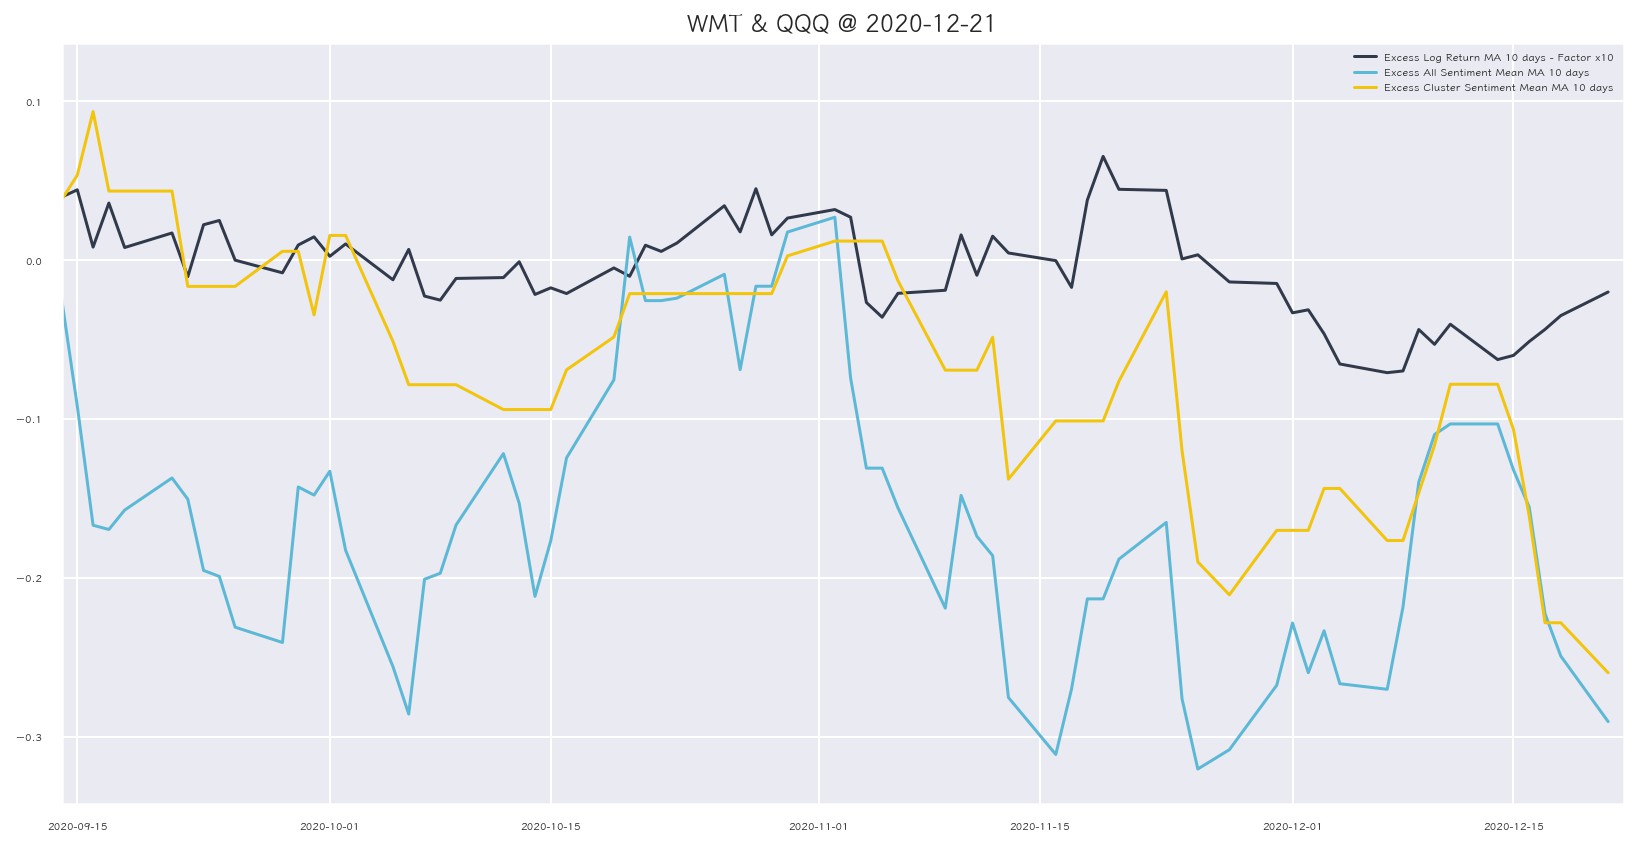 WMT & QQQ @ 2020-12-21
Excess Log Return MA 10 days - Factor x10
Excess All Sentiment Mean MA 10 days
Excess Cluster Sentiment Mean MA 10 days
0.1
0.0
−0.1
−0.2
−0.3
2020-09-15 2020-10-01 2020-10-15 2020-11-01 2020-11-15 2020-12-01 2020-12-15